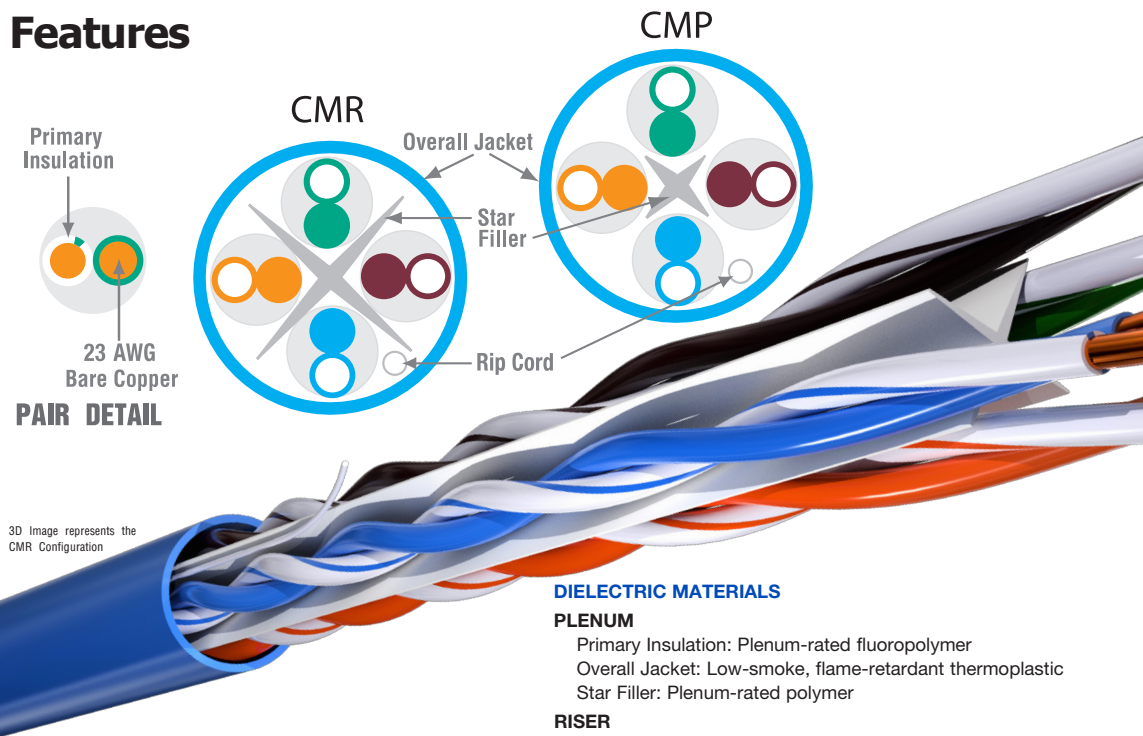 Features
CMP
CMR
Primary
Insulation
Overall Jacket
Star
Filler
23 AWG
Bare Copper
Rip Cord
PAIR DETAIL
3D Image represents the
CMR Configuration
DIELECTRIC MATERIALS
PLENUM
Primary Insulation: Plenum-rated fluoropolymer
Overall Jacket: Low-smoke, flame-retardant thermoplastic
Star Filler: Plenum-rated polymer
RISER